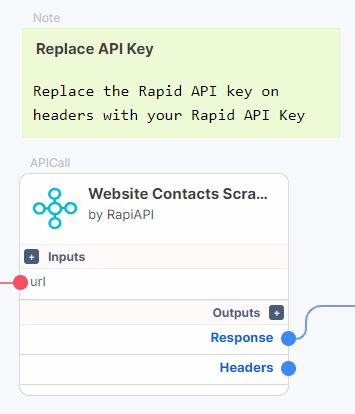 Note
Replace API Key
Replace the Rapid API key on
headers with your Rapid API Key
APICall
Website Contacts Scra...
by RapiAPI
+ Inputs
url
Outputs +
Response
Headers